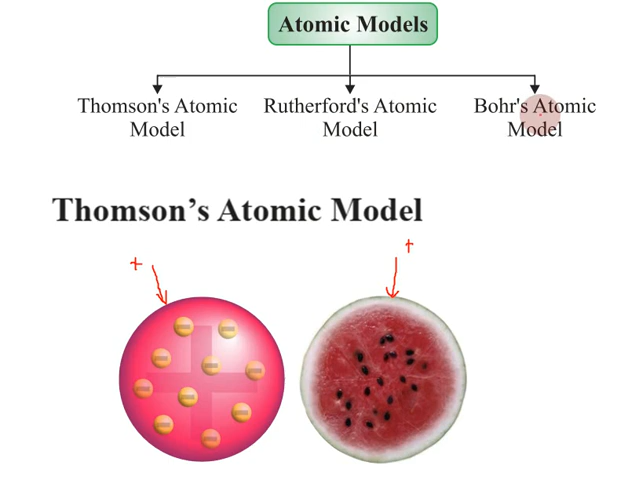 Atomic Models
Thomson's Atomic Rutherford's Atomic Bohr's Atomic
Model Model Model
Thomson’s Atomic Model
+ +